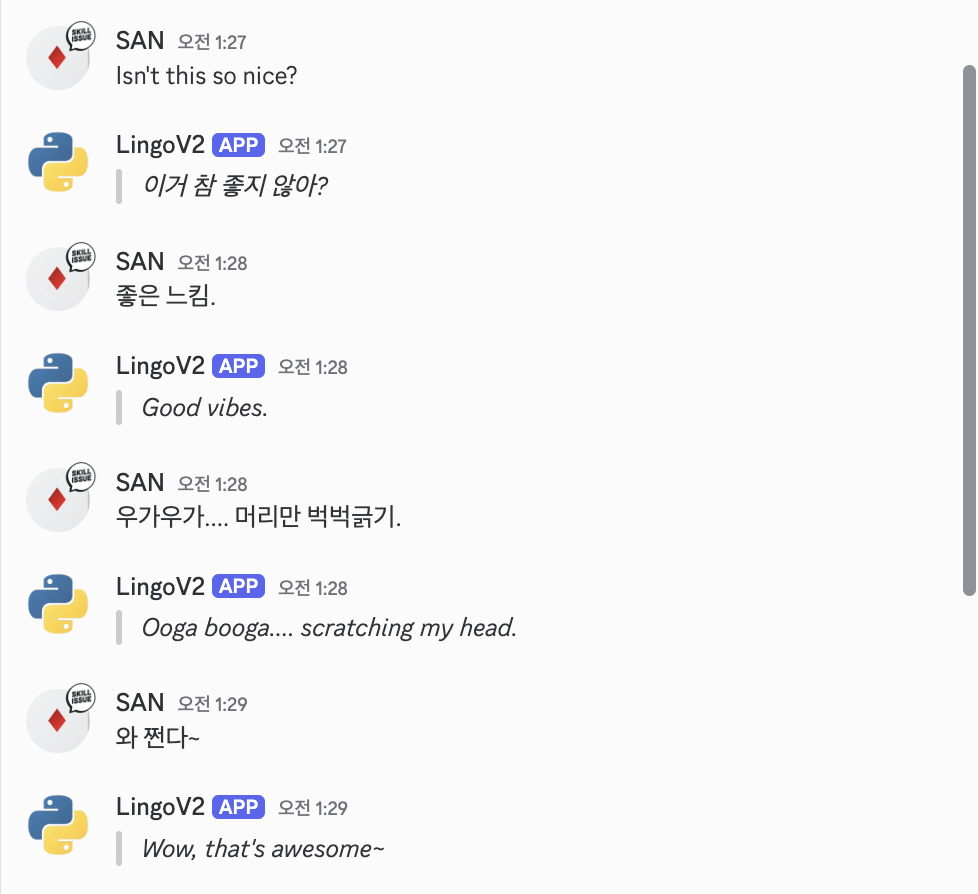 SKILL ISSUE
SAN 오전 1:27
Isn't this so nice?
LingoV2 APP 오전 1:27
이거 참 좋지 않아?
SKILL ISSUE
SAN 오전 1:28
좋은 느킴.
LingoV2 APP 오전 1:28
Good vibes.
SKILL ISSUE
SAN 오전 1:28
우가우가.... 머리만 벅벅긁기.
LingoV2 APP 오전 1:28
Ooga booga.... scratching my head.
SKILL ISSUE
SAN 오전 1:29
와 쩐다~
LingoV2 APP 오전 1:29
Wow, that's awesome~